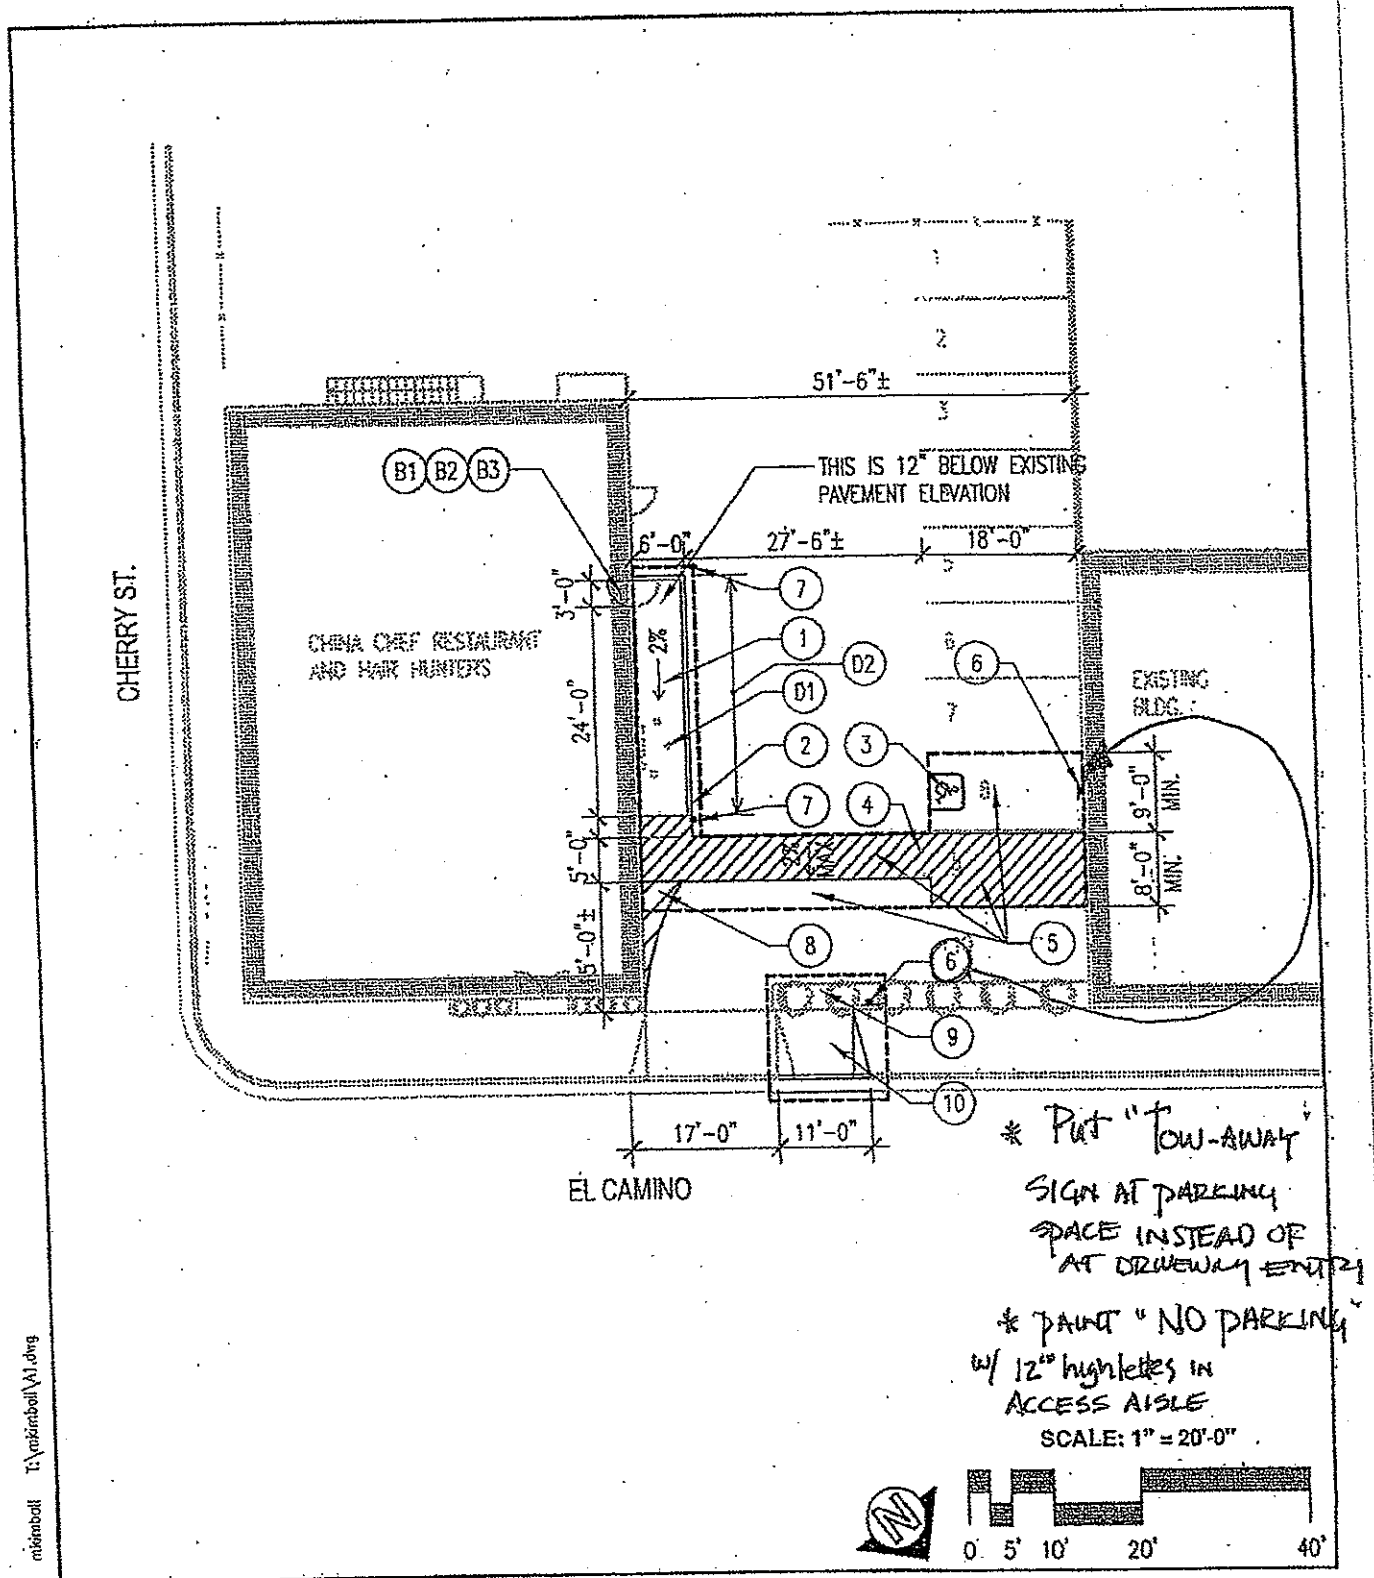 1
2
51'-6"±
3
B1 B2 B3
THIS IS 12" BELOW EXISTING
PAVEMENT ELEVATION
6'-0"
27'-6"±
18'-0"
3'-0"
7
CHERRY ST.
CHINA CHEF RESTAURANT
AND HAIR HUNTERS
2%
1
D2
D1
6
6
EXISTING
BLDG.
24'-0"
7
2
3
9'-0"
MIN.
7
4
5'-0"
2%
MAX
8'-0"
MIN.
5'-0"±
8
5
6
9
10
17'-0"
11'-0"
EL CAMINO
* Put "TOW-AWAY"
SIGN AT PARKING
SPACE INSTEAD OF
AT DRIVEWAY ENTRY
* PAINT "NO PARKING"
w/ 12" high letters IN
ACCESS AISLE
SCALE: 1" = 20'-0"
N
0 5' 10' 20' 40'
mkimball T:\mkimball\A1.dwg